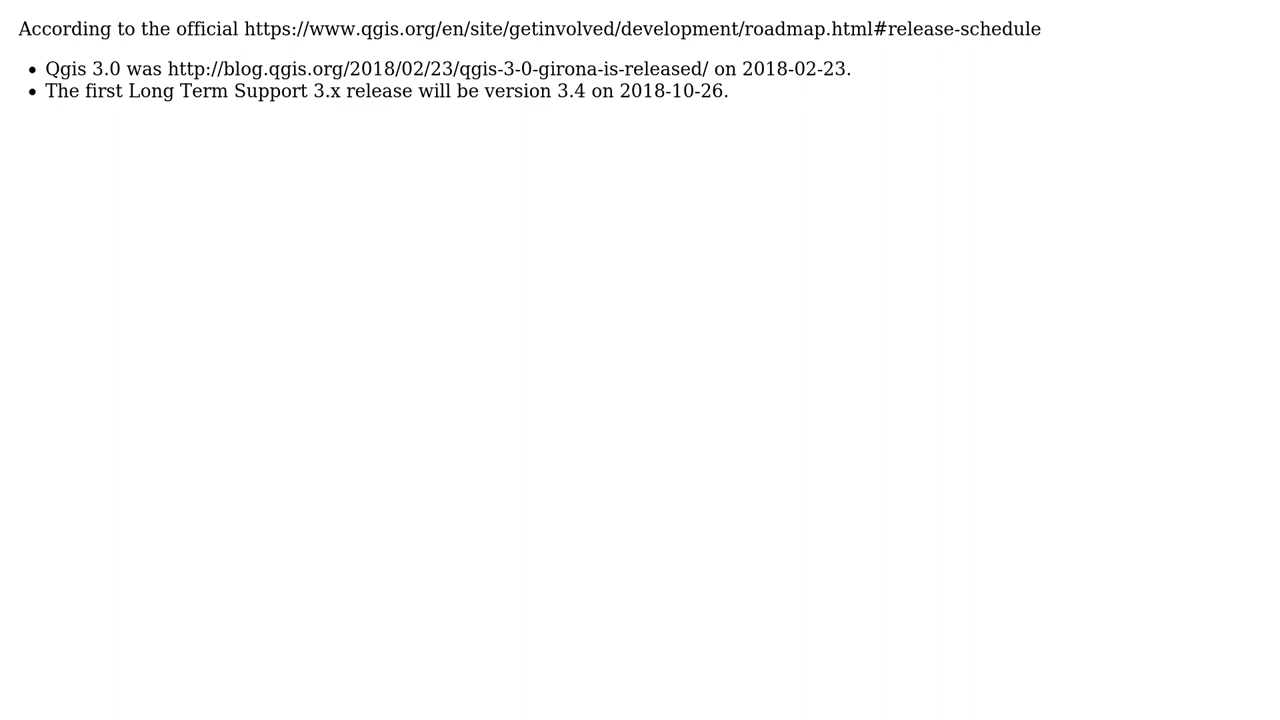 According to the official https://www.qgis.org/en/site/getinvolved/development/roadmap.html#release-schedule
• Qgis 3.0 was http://blog.qgis.org/2018/02/23/qgis-3-0-girona-is-released/ on 2018-02-23.
• The first Long Term Support 3.x release will be version 3.4 on 2018-10-26.